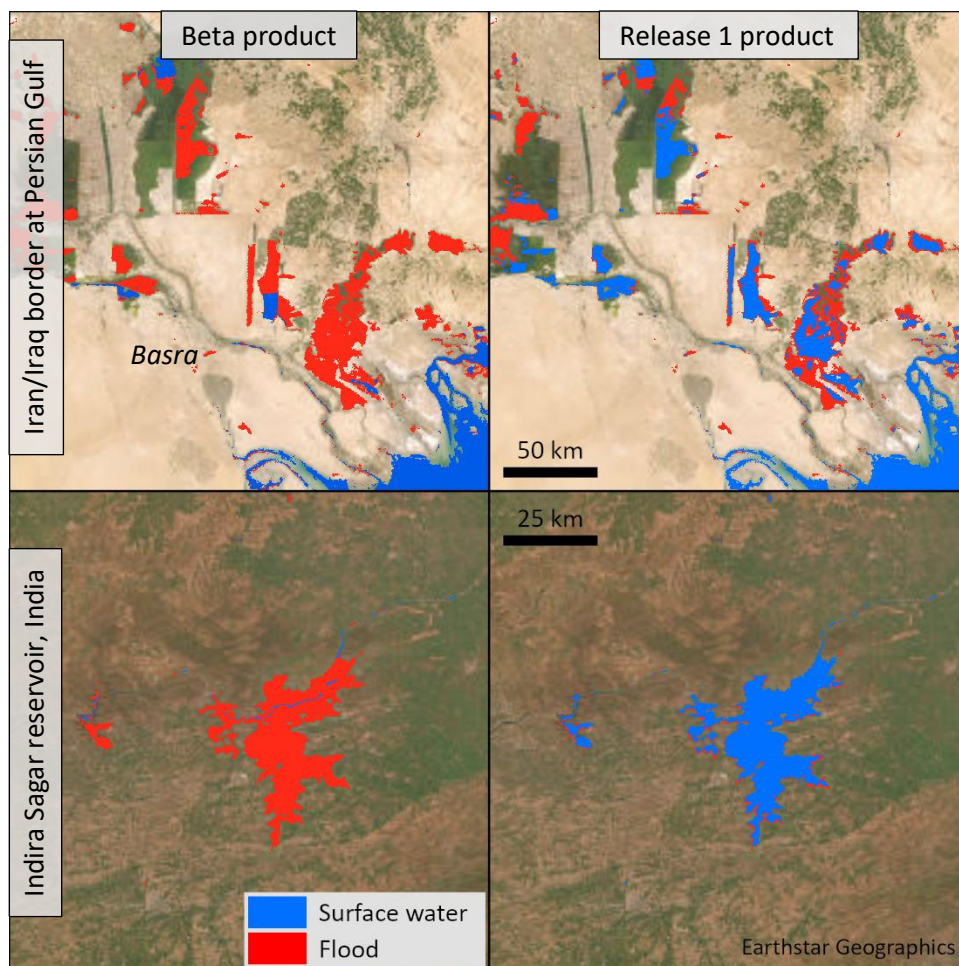 Beta product
Release 1 product
Iran/Iraq border at Persian Gulf
Basra
50 km
Indira Sagar reservoir, India
25 km
Surface water
Flood
Earthstar Geographics